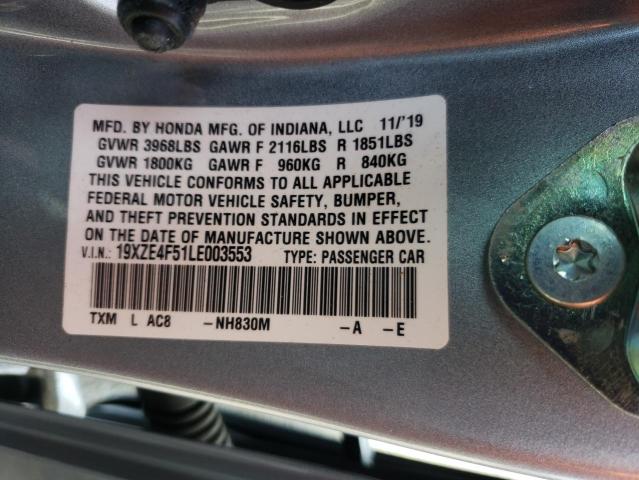 MFD. BY HONDA MFG. OF INDIANA, LLC 11/'19
GVWR 3968LBS GAWR F 2116LBS R 1851LBS
GVWR 1800KG GAWR F 960KG R 840KG
THIS VEHICLE CONFORMS TO ALL APPLICABLE
FEDERAL MOTOR VEHICLE SAFETY, BUMPER,
AND THEFT PREVENTION STANDARDS IN EFFECT
ON THE DATE OF MANUFACTURE SHOWN ABOVE.
V.I.N.: 19XZE4F51LE003553 TYPE: PASSENGER CAR
TXM L AC8 -NH830M -A -E